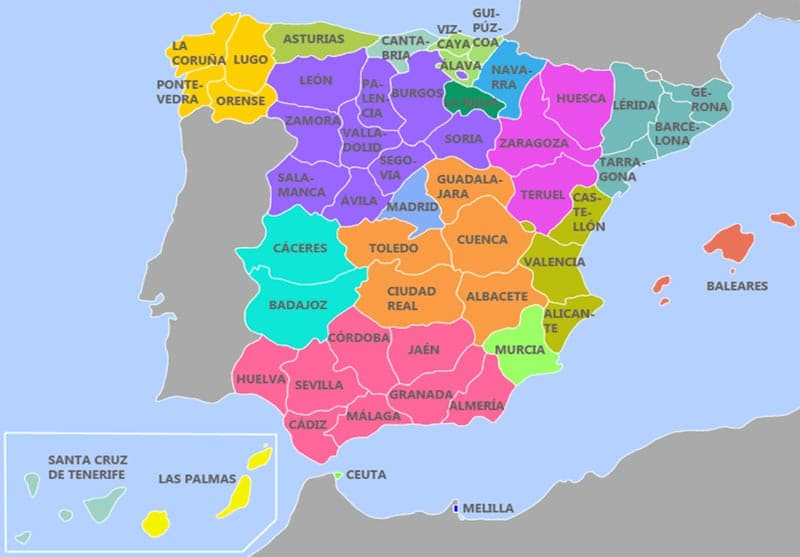 GUI-
PÚZ-
COA
VIZ-
CAYA
ASTURIAS
CANTA-
BRIA
LA
CORUÑA
LUGO
ÁLAVA
NAVA-
RRA
LEÓN
PA-
LEN-
CIA
BURGOS
LA RIOJA
HUESCA
LÉRIDA
GE-
RONA
PONTE-
VEDRA
ORENSE
ZAMORA
VALLA-
DOLID
SORIA
ZARAGOZA
BARCE-
LONA
SEGO-
VIA
TARRA-
GONA
SALA-
MANCA
ÁVILA
MADRID
GUADALA-
JARA
TERUEL
CAS-
TE-
LLÓN
CÁCERES
TOLEDO
CUENCA
VALENCIA
BALEARES
BADAJOZ
CIUDAD
REAL
ALBACETE
ALICAN-
TE
CÓRDOBA
JAÉN
MURCIA
HUELVA
SEVILLA
GRANADA
ALMERÍA
CÁDIZ
MÁLAGA
SANTA CRUZ
DE TENERIFE
LAS PALMAS
CEUTA
MELILLA